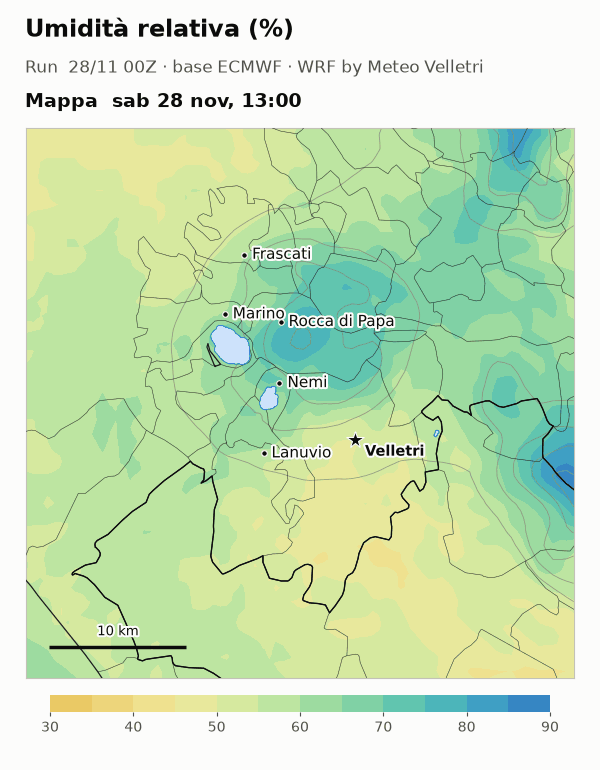 Umidità relativa (%)
Run  28/11 00Z · base ECMWF · WRF by Meteo Velletri
Mappa  sab 28 nov, 13:00
Frascati
Marino
Rocca di Papa
Nemi
Velletri
Lanuvio
10 km
30 40 50 60 70 80 90